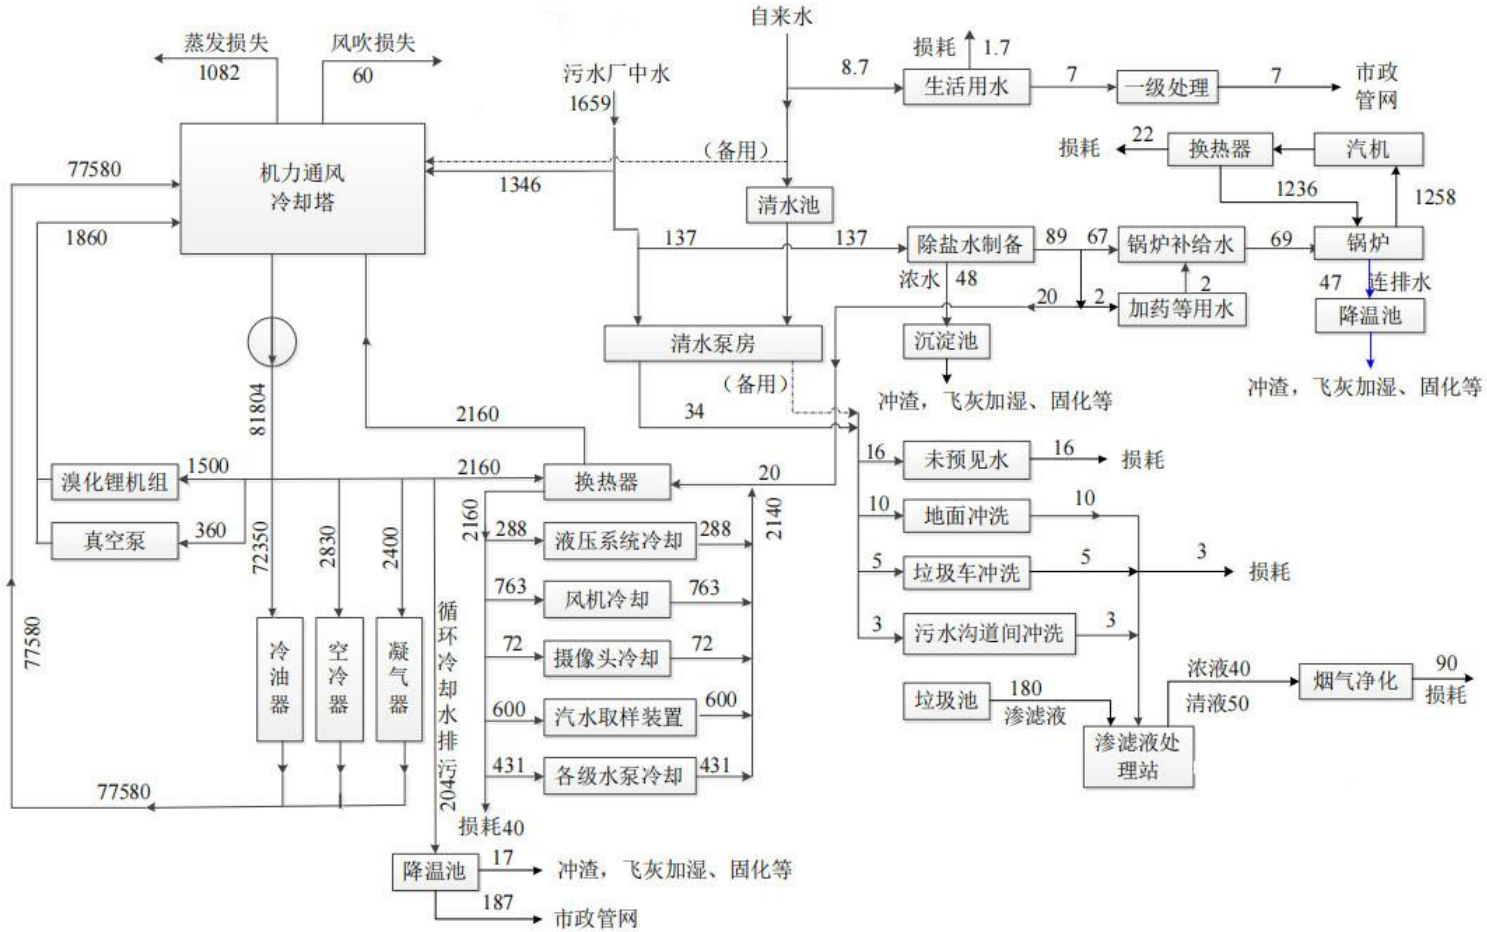 自来水
蒸发损失
1082
风吹损失
60
污水厂中水
1659
8.7
损耗
1.7
生活用水
7
一级处理
7
市政
管网
机力通风
冷却塔
（备用）
1346
清水池
损耗
22
换热器
汽机
1236
1258
77580
1860
137
137
除盐水制备
89
67
锅炉补给水
69
锅炉
浓水
48
20
2
2
加药等用水
47
连排水
降温池
冲渣，飞灰加湿、固化等
清水泵房
（备用）
沉淀池
冲渣，飞灰加湿、固化等
34
81804
2160
溴化锂机组
1500
2160
换热器
20
真空泵
360
72350
2830
2400
2160
2140
288
液压系统冷却
288
763
风机冷却
763
72
摄像头冷却
72
600
汽水取样装置
600
431
各级水泵冷却
431
损耗40
16
未预见水
16
损耗
10
地面冲洗
10
5
垃圾车冲洗
5
3
损耗
3
污水沟道间冲洗
3
垃圾池
180
渗滤液
渗滤液处
理站
浓液40
清液50
烟气净化
90
损耗
77580
冷油器
空冷器
凝气器
循环冷却水排污204
77580
降温池
17
冲渣，飞灰加湿、固化等
187
市政管网